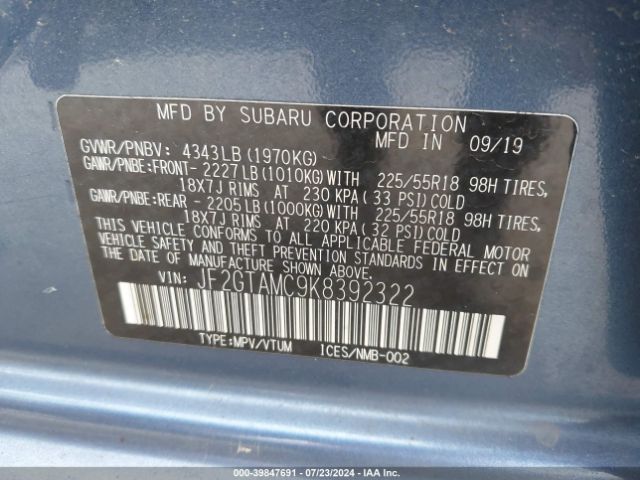 MFD BY SUBARU CORPORATION
MFD IN 09/19
GVWR/PNBV: 4343LB (1970KG)
GAWR/PNBE:FRONT- 2227LB (1010KG) WITH 225/55R18 98H TIRES,
18X7J RIMS AT 230 KPA (33 PSI) COLD
GAWR/PNBE:REAR - 2205LB (1000KG) WITH 225/55R18 98H TIRES,
18X7J RIMS AT 220 KPA (32 PSI) COLD
THIS VEHICLE CONFORMS TO ALL APPLICABLE FEDERAL MOTOR
VEHICLE SAFETY AND THEFT PREVENTION STANDARDS IN EFFECT ON
THE DATE OF MANUFACTURE SHOWN ABOVE.
VIN: JF2GTAMC9K8392322
TYPE:MPV/VTUM ICES/NMB-002
000-39847691 - 07/23/2024 - IAA Inc.